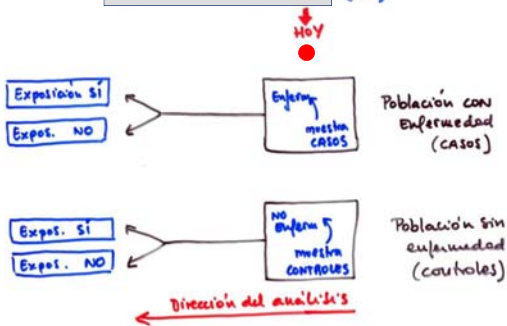 HOY
Exposición SÍ
Expos. NO
Enferm
muestra
CASOS
Población con
Enfermedad
(CASOS)
Expos. SÍ
Expos. NO
NO
enferm
muestra
CONTROLES
Población sin
enfermedad
(controles)
Dirección del análisis